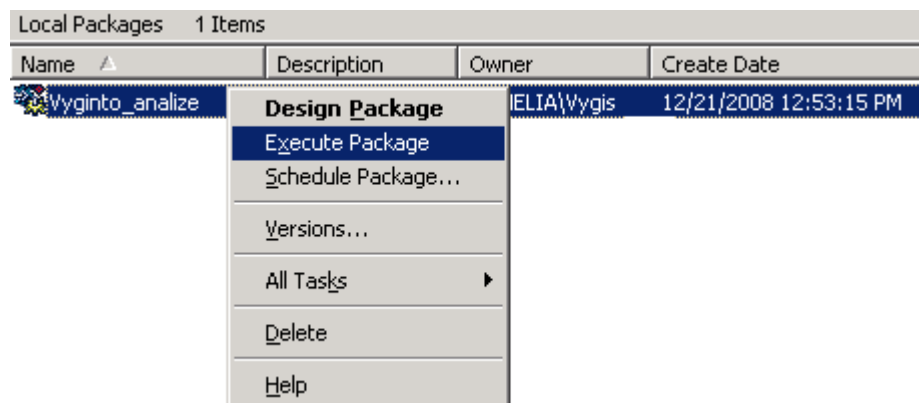 Local Packages 1 Items
Name Description Owner Create Date
Vyginto_analize ELIA\Vygis 12/21/2008 12:53:15 PM
Design Package
Execute Package
Schedule Package...
Versions...
All Tasks
Delete
Help